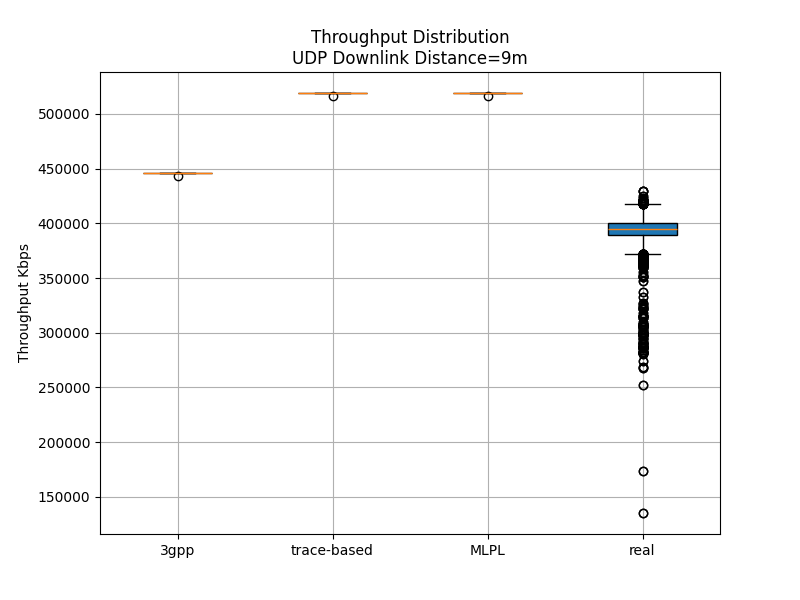 Throughput Distribution
UDP Downlink Distance=9m
Throughput Kbps
500000
450000
400000
350000
300000
250000
200000
150000
3gpp
trace-based
MLPL
real